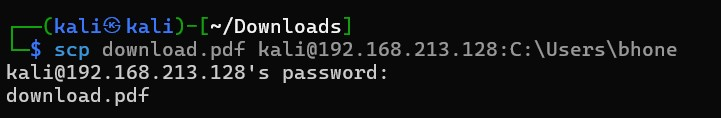 ┌──(kali㉿kali)-[~/Downloads]
└─$ scp download.pdf kali@192.168.213.128:C:\Users\bhone
kali@192.168.213.128's password:
download.pdf